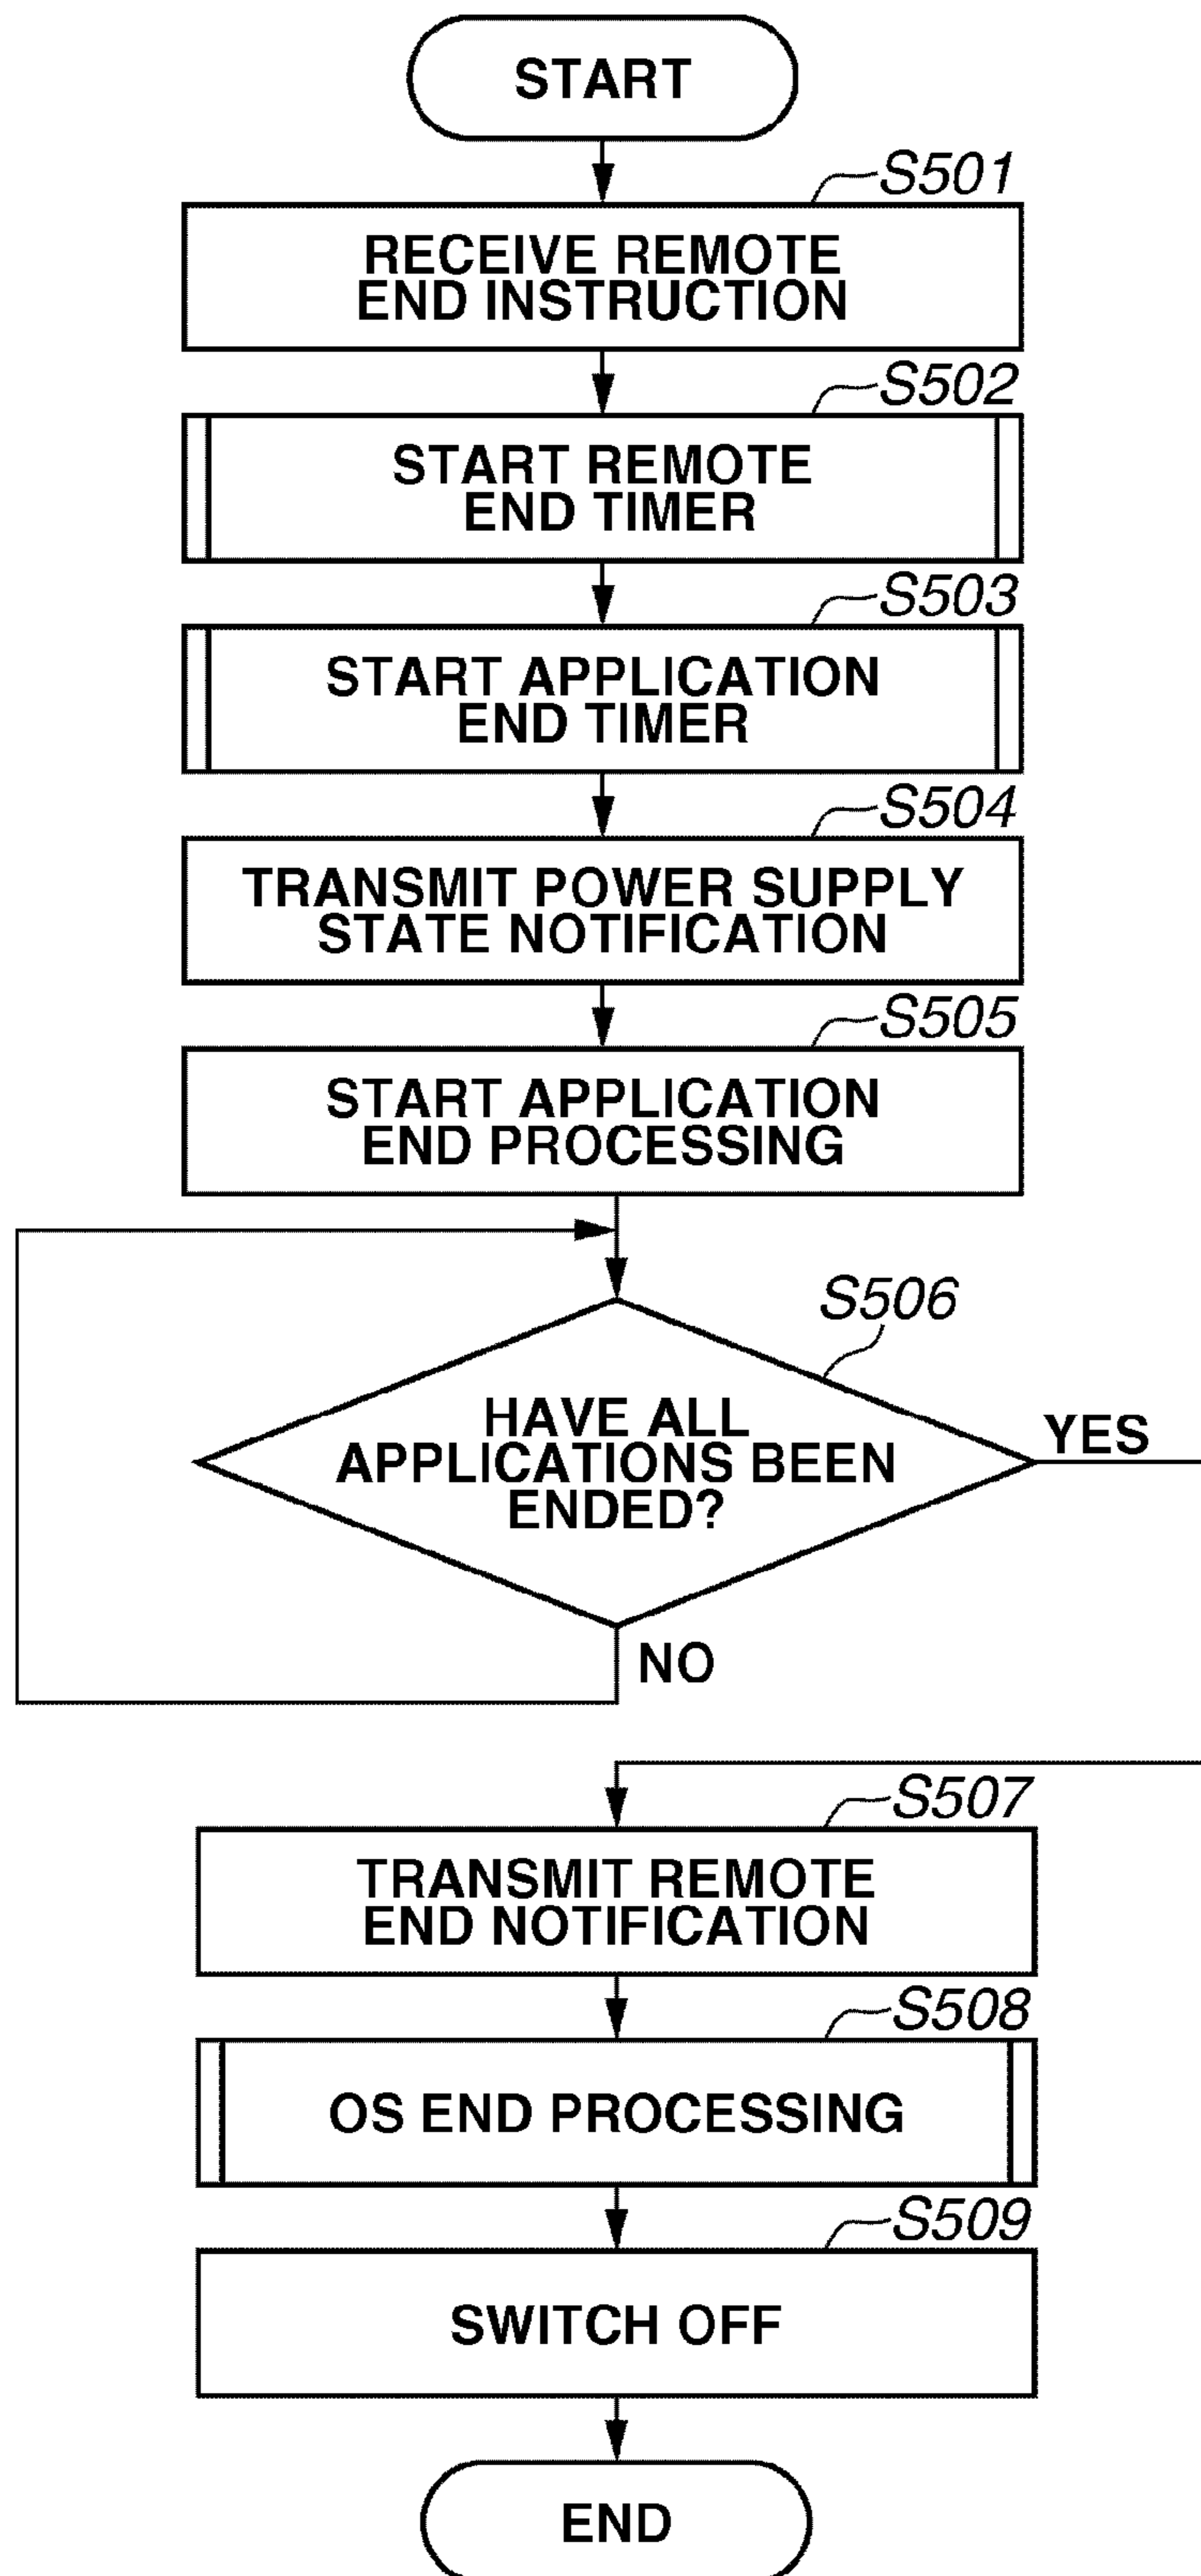 START
S501
RECEIVE REMOTE
END INSTRUCTION
S502
START REMOTE
END TIMER
S503
START APPLICATION
END TIMER
S504
TRANSMIT POWER SUPPLY
STATE NOTIFICATION
S505
START APPLICATION
END PROCESSING
S506
HAVE ALL
APPLICATIONS BEEN
ENDED?
YES
NO
S507
TRANSMIT REMOTE
END NOTIFICATION
S508
OS END PROCESSING
S509
SWITCH OFF
END